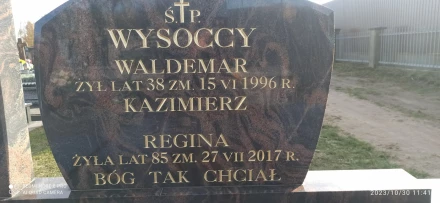 Ś.†P.
WYSOCCY
WALDEMAR
ŻYŁ LAT 38 ZM. 15 VI 1996 R.
KAZIMIERZ
REGINA
ŻYŁA LAT 85 ZM. 27 VII 2017 R.
BÓG TAK CHCIAŁ
2023/10/30 11:41